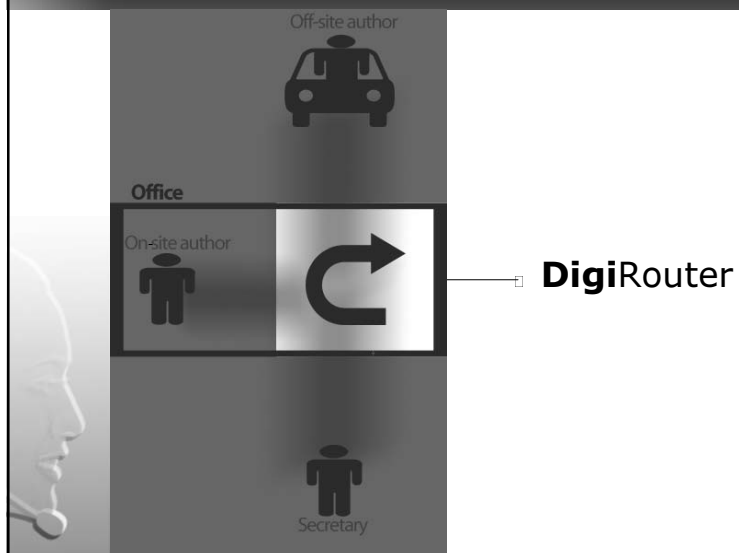 Off-site author
Office
On-site author
DigiRouter
Secretary